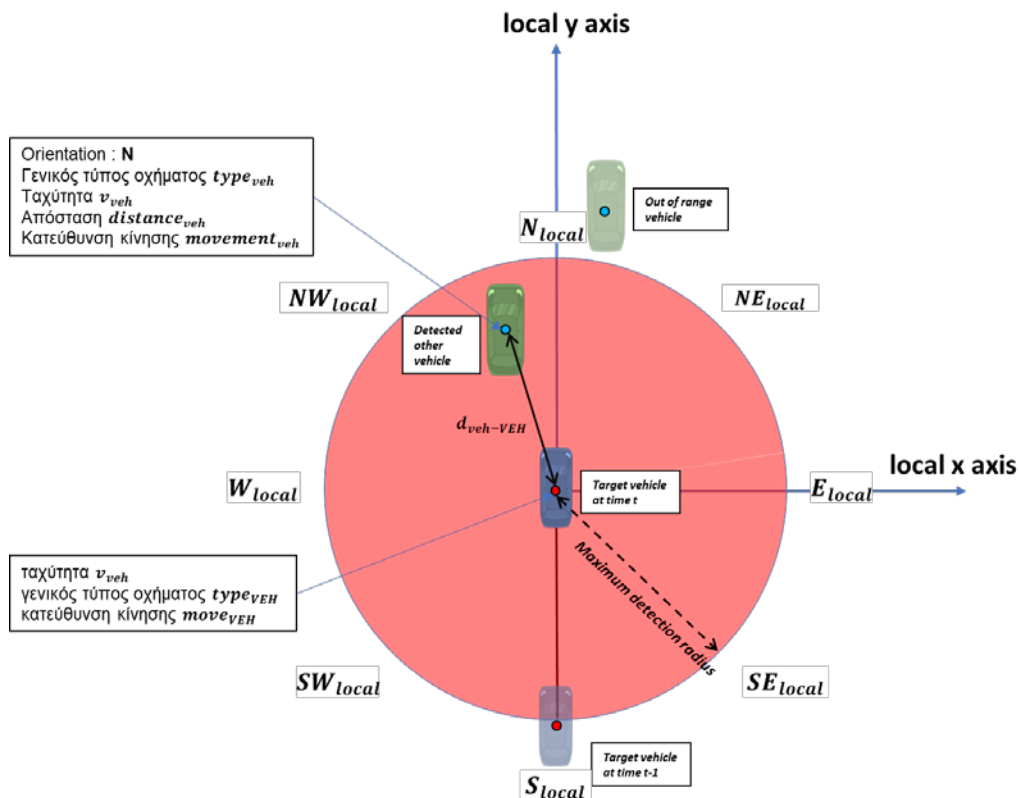 local y axis
Orientation : N
Γενικός τύπος οχήματος type_veh
Ταχύτητα v_veh
Απόσταση distance_veh
Κατεύθυνση κίνησης movement_veh
Out of range
vehicle
N_local
NW_local
NE_local
Detected
other
vehicle
d_veh−VEH
local x axis
W_local
Target vehicle
at time t
E_local
Maximum detection radius
ταχύτητα v_veh
γενικός τύπος οχήματος type_VEH
κατεύθυνση κίνησης move_VEH
SW_local
SE_local
Target vehicle
at time t-1
S_local